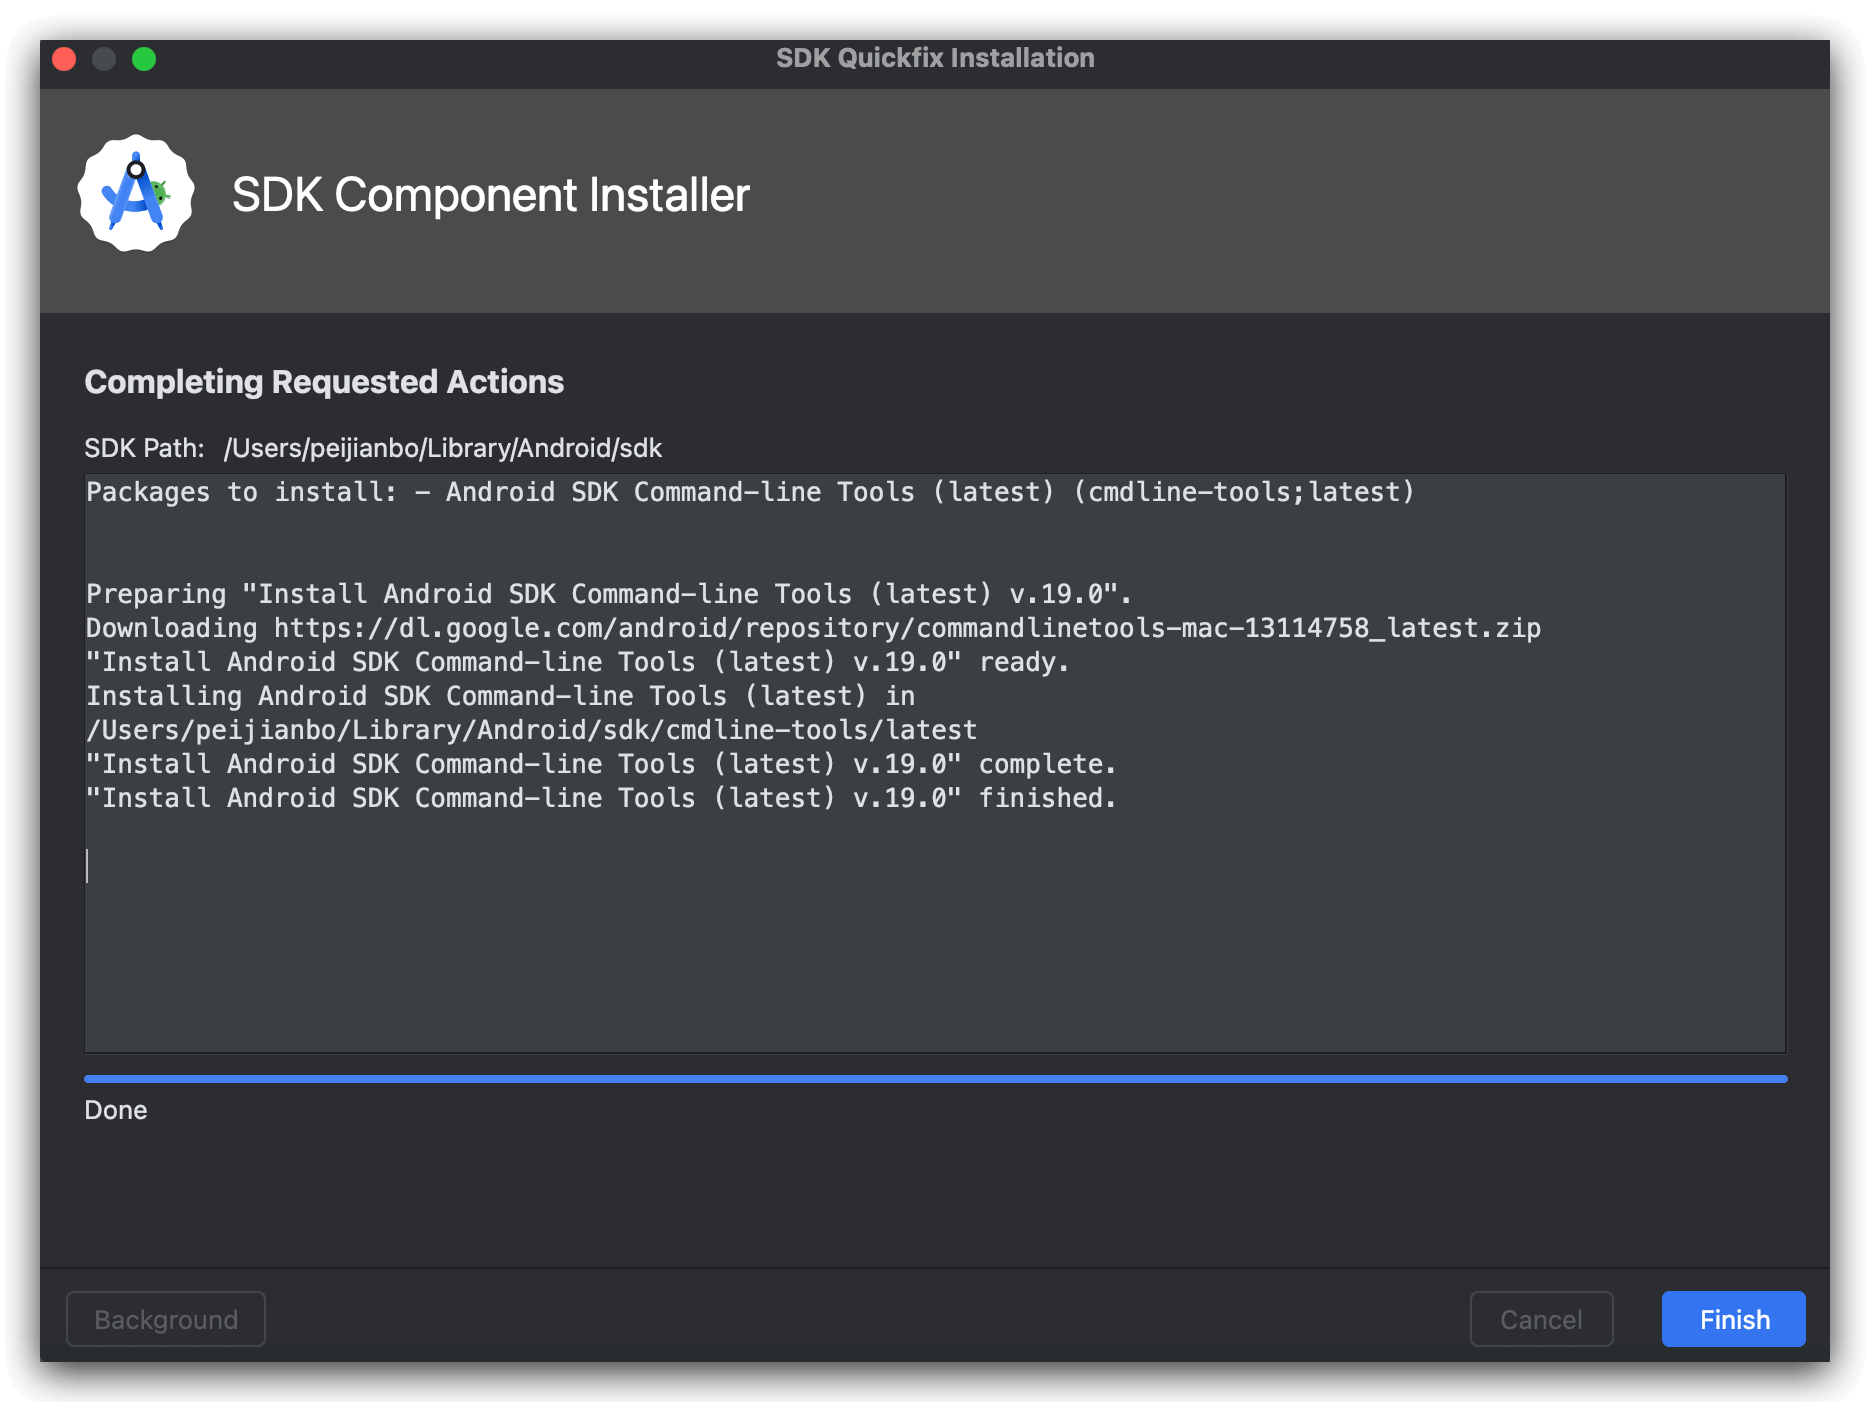 SDK Quickfix Installation
SDK Component Installer
Completing Requested Actions
SDK Path: /Users/peijianbo/Library/Android/sdk
Packages to install: - Android SDK Command-line Tools (latest) (cmdline-tools;latest)
Preparing "Install Android SDK Command-line Tools (latest) v.19.0".
Downloading https://dl.google.com/android/repository/commandlinetools-mac-13114758_latest.zip
"Install Android SDK Command-line Tools (latest) v.19.0" ready.
Installing Android SDK Command-line Tools (latest) in
/Users/peijianbo/Library/Android/sdk/cmdline-tools/latest
"Install Android SDK Command-line Tools (latest) v.19.0" complete.
"Install Android SDK Command-line Tools (latest) v.19.0" finished.
Done
Background Cancel Finish